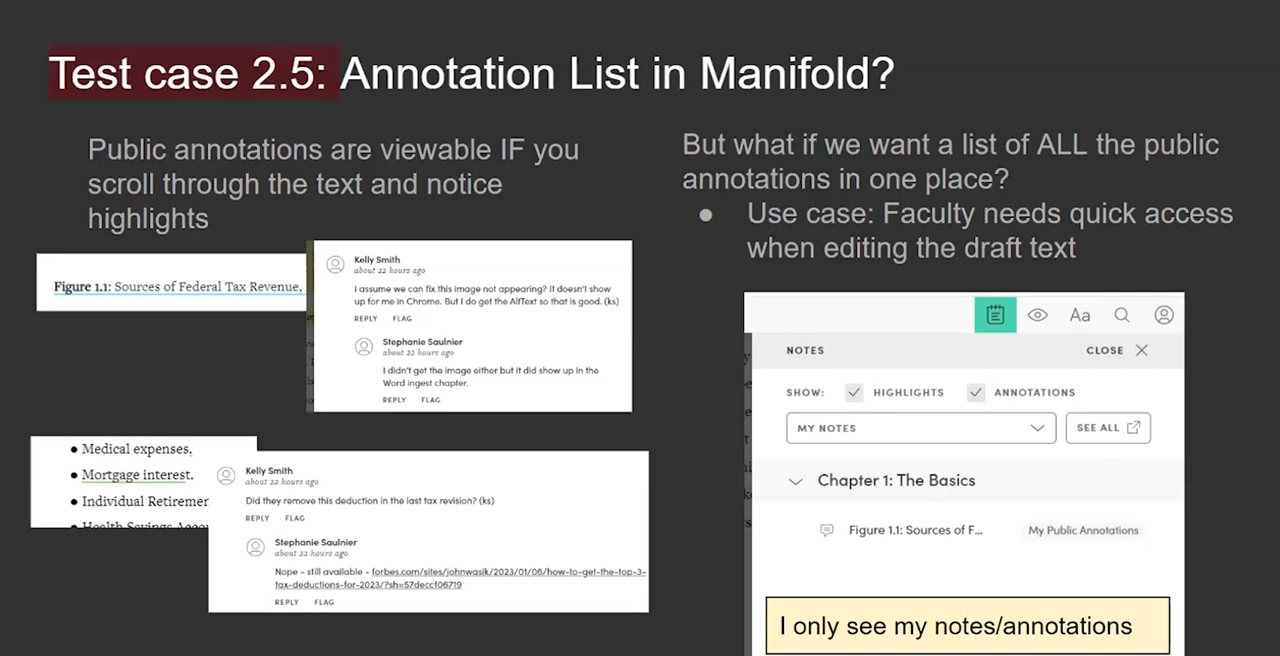 Test case 2.5: Annotation List in Manifold?
Public annotations are viewable IF you
scroll through the text and notice
highlights
Figure 1.1: Sources of Federal Tax Revenue,
Kelly Smith
about 22 hours ago
I assume we can fix this image not appearing? It doesn't show
up for me in Chrome. But I do get the AltText so that is good. (ks)
REPLY FLAG
Stephanie Saulnier
about 22 hours ago
I didn't get the image either but it did show up in the
Word ingest chapter.
REPLY FLAG
● Medical expenses,
● Mortgage interest.
● Individual Retiremen
● Health Savings Accou
Kelly Smith
about 22 hours ago
Did they remove this deduction in the last tax revision? (ks)
REPLY FLAG
Stephanie Saulnier
about 22 hours ago
Nope - still available - forbes.com/sites/johnwasik/2023/01/06/how-to-get-the-top-3-
tax-deductions-for-2023/?sh=57deccf06719
REPLY FLAG
But what if we want a list of ALL the public
annotations in one place?
● Use case: Faculty needs quick access
when editing the draft text
Aa
NOTES CLOSE
SHOW: HIGHLIGHTS ANNOTATIONS
MY NOTES SEE ALL
Chapter 1: The Basics
Figure 1.1: Sources of F... My Public Annotations
I only see my notes/annotations